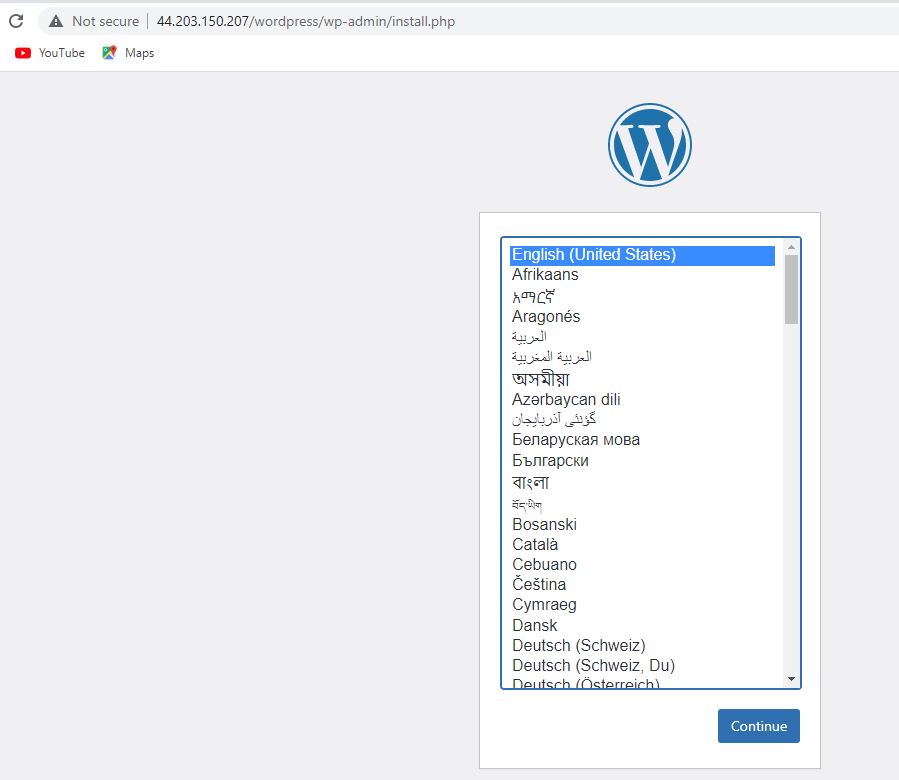 Not secure | 44.203.150.207/wordpress/wp-admin/install.php
YouTube Maps
English (United States)
Afrikaans
አማርኛ
Aragonés
العربية
العربية المغربية
অসমীয়া
Azərbaycan dili
گؤنئی آذربایجان
Беларуская мова
Български
বাংলা
བོད་ཡིག
Bosanski
Català
Cebuano
Čeština
Cymraeg
Dansk
Deutsch (Schweiz)
Deutsch (Schweiz, Du)
Deutsch (Österreich)
Continue